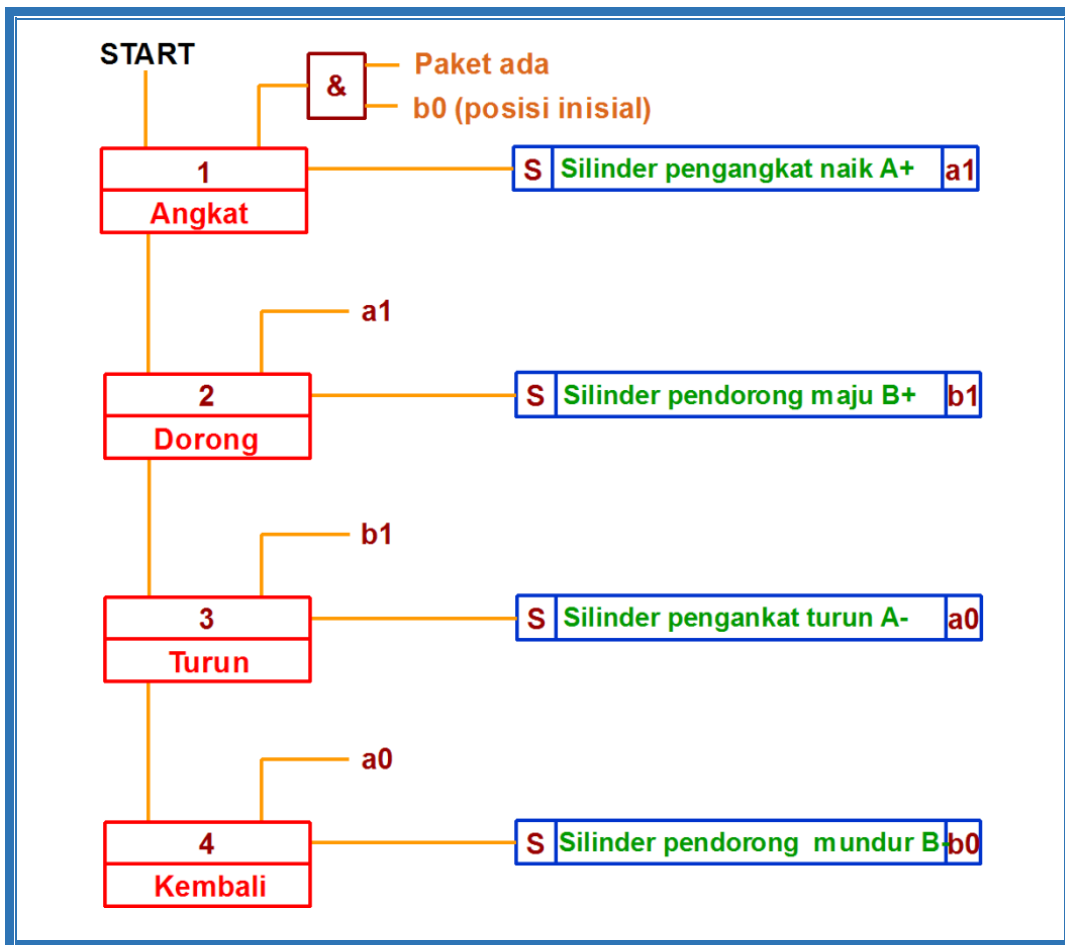 START
Paket ada
&
b0 (posisi inisial)
1
S Silinder pengangkat naik A+ a1
Angkat
a1
2
S Silinder pendorong maju B+ b1
Dorong
b1
3
S Silinder pengankat turun A- a0
Turun
a0
4
S Silinder pendorong mundur B- b0
Kembali